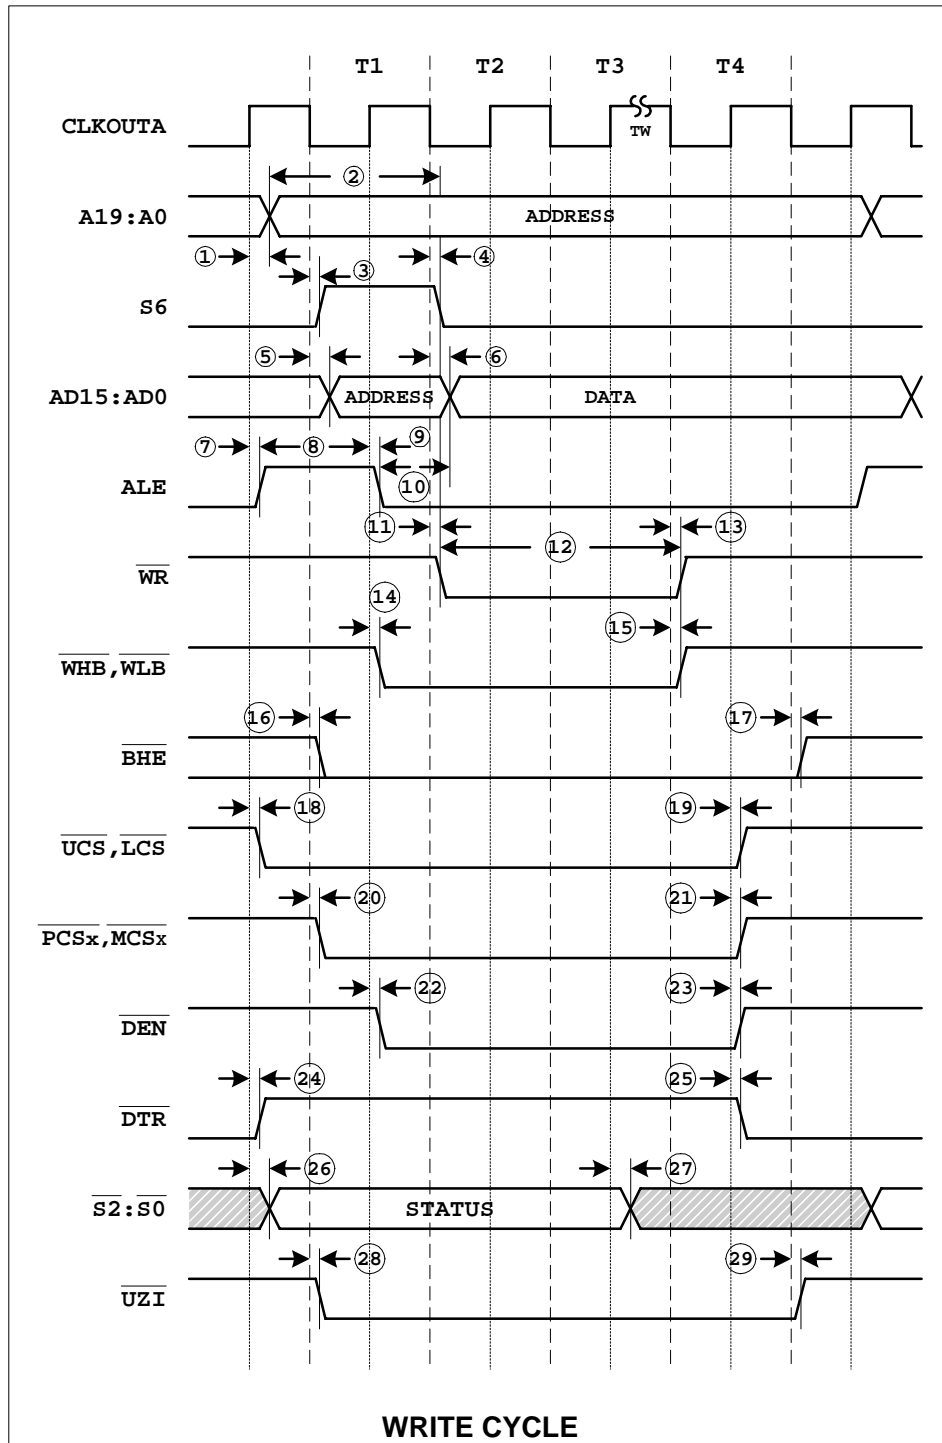 T1 T2 T3 T4
CLKOUTA
TW
②
A19:A0 ADDRESS
① ③ ④
S6
⑤ ⑥
AD15:AD0 ADDRESS DATA
⑦ ⑧ ⑨
ALE ⑩
⑪ ⑫ ⑬
WR
⑭
⑮
WHB,WLB
⑯ ⑰
BHE
⑱ ⑲
UCS,LCS
⑳ 21
PCSx,MCSx
22 23
DEN
24 25
DTR
26 27
S2:S0 STATUS
28 29
UZI
WRITE CYCLE